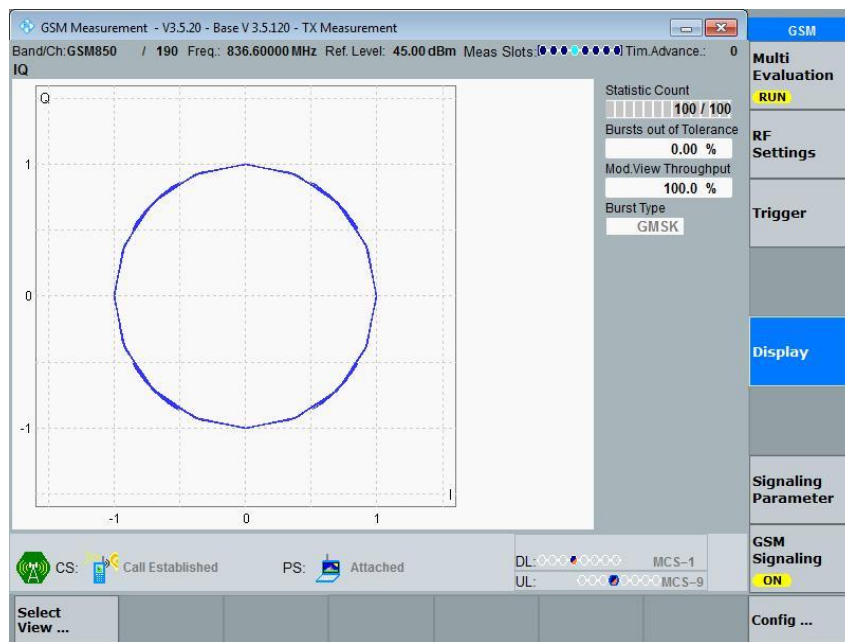 GSM Measurement - V3.5.20 - Base V 3.5.120 - TX Measurement
GSM
Band/Ch:GSM850 / 190 Freq.: 836.60000 MHz Ref. Level: 45.00 dBm Meas Slots: Tim.Advance.: 0
IQ
Multi
Evaluation
RUN
Q
1
0
-1
I
-1 0 1
Statistic Count
100 / 100
Bursts out of Tolerance
0.00 %
Mod.View Throughput
100.0 %
Burst Type
GMSK
RF
Settings
Trigger
Display
Signaling
Parameter
GSM
Signaling
ON
CS: Call Established PS: Attached
DL: MCS-1
UL: MCS-9
Select
View ...
Config ...